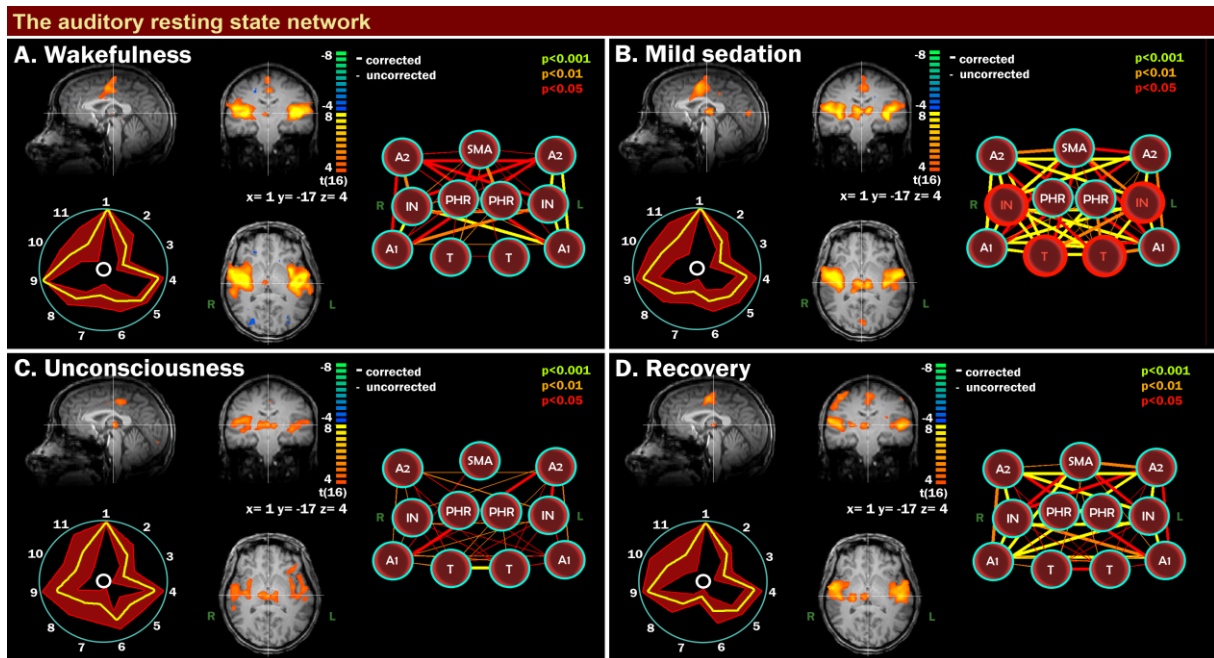 The auditory resting state network
A. Wakefulness
-8
-4
8
4
t(16)
x= 1 y= -17 z= 4
- corrected
- uncorrected
p<0.001
p<0.01
p<0.05
1
2
3
4
5
6
7
8
9
10
11
R
L
A2
SMA
A2
R
IN
PHR
PHR
IN
L
A1
T
T
A1
B. Mild sedation
-8
-4
8
4
t(16)
x= 1 y= -17 z= 4
- corrected
- uncorrected
p<0.001
p<0.01
p<0.05
1
2
3
4
5
6
7
8
9
10
11
R
L
A2
SMA
A2
R
IN
PHR
PHR
IN
L
A1
T
T
A1
C. Unconsciousness
-8
-4
8
4
t(16)
x= 1 y= -17 z= 4
- corrected
- uncorrected
p<0.001
p<0.01
p<0.05
1
2
3
4
5
6
7
8
9
10
11
R
L
A2
SMA
A2
R
IN
PHR
PHR
IN
L
A1
T
T
A1
D. Recovery
-8
-4
8
4
t(16)
x= 1 y= -17 z= 4
- corrected
- uncorrected
p<0.001
p<0.01
p<0.05
1
2
3
4
5
6
7
8
9
10
11
R
L
A2
SMA
A2
R
IN
PHR
PHR
IN
L
A1
T
T
A1